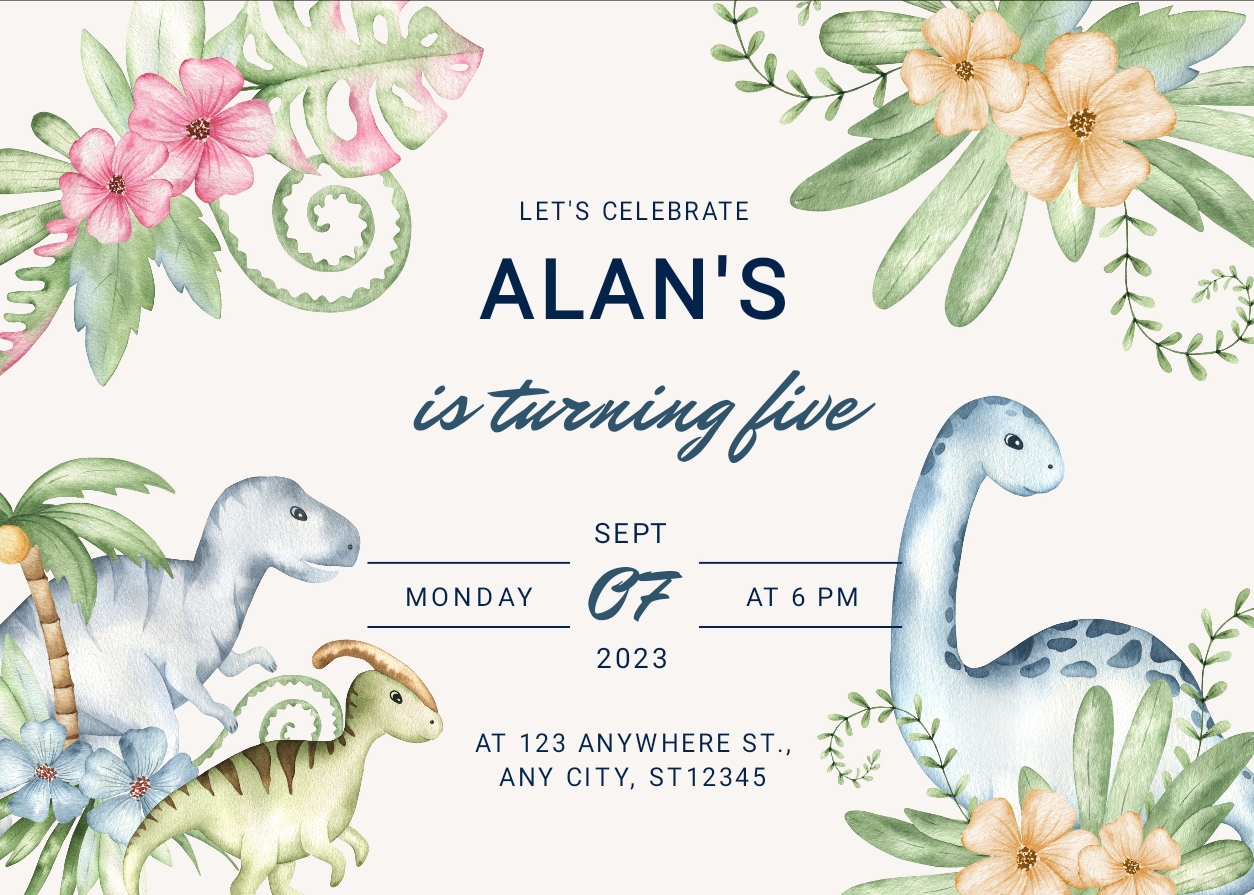 LET'S CELEBRATE
ALAN'S
is turning five
SEPT
MONDAY 07 AT 6 PM
2023
AT 123 ANYWHERE ST.,
ANY CITY, ST12345